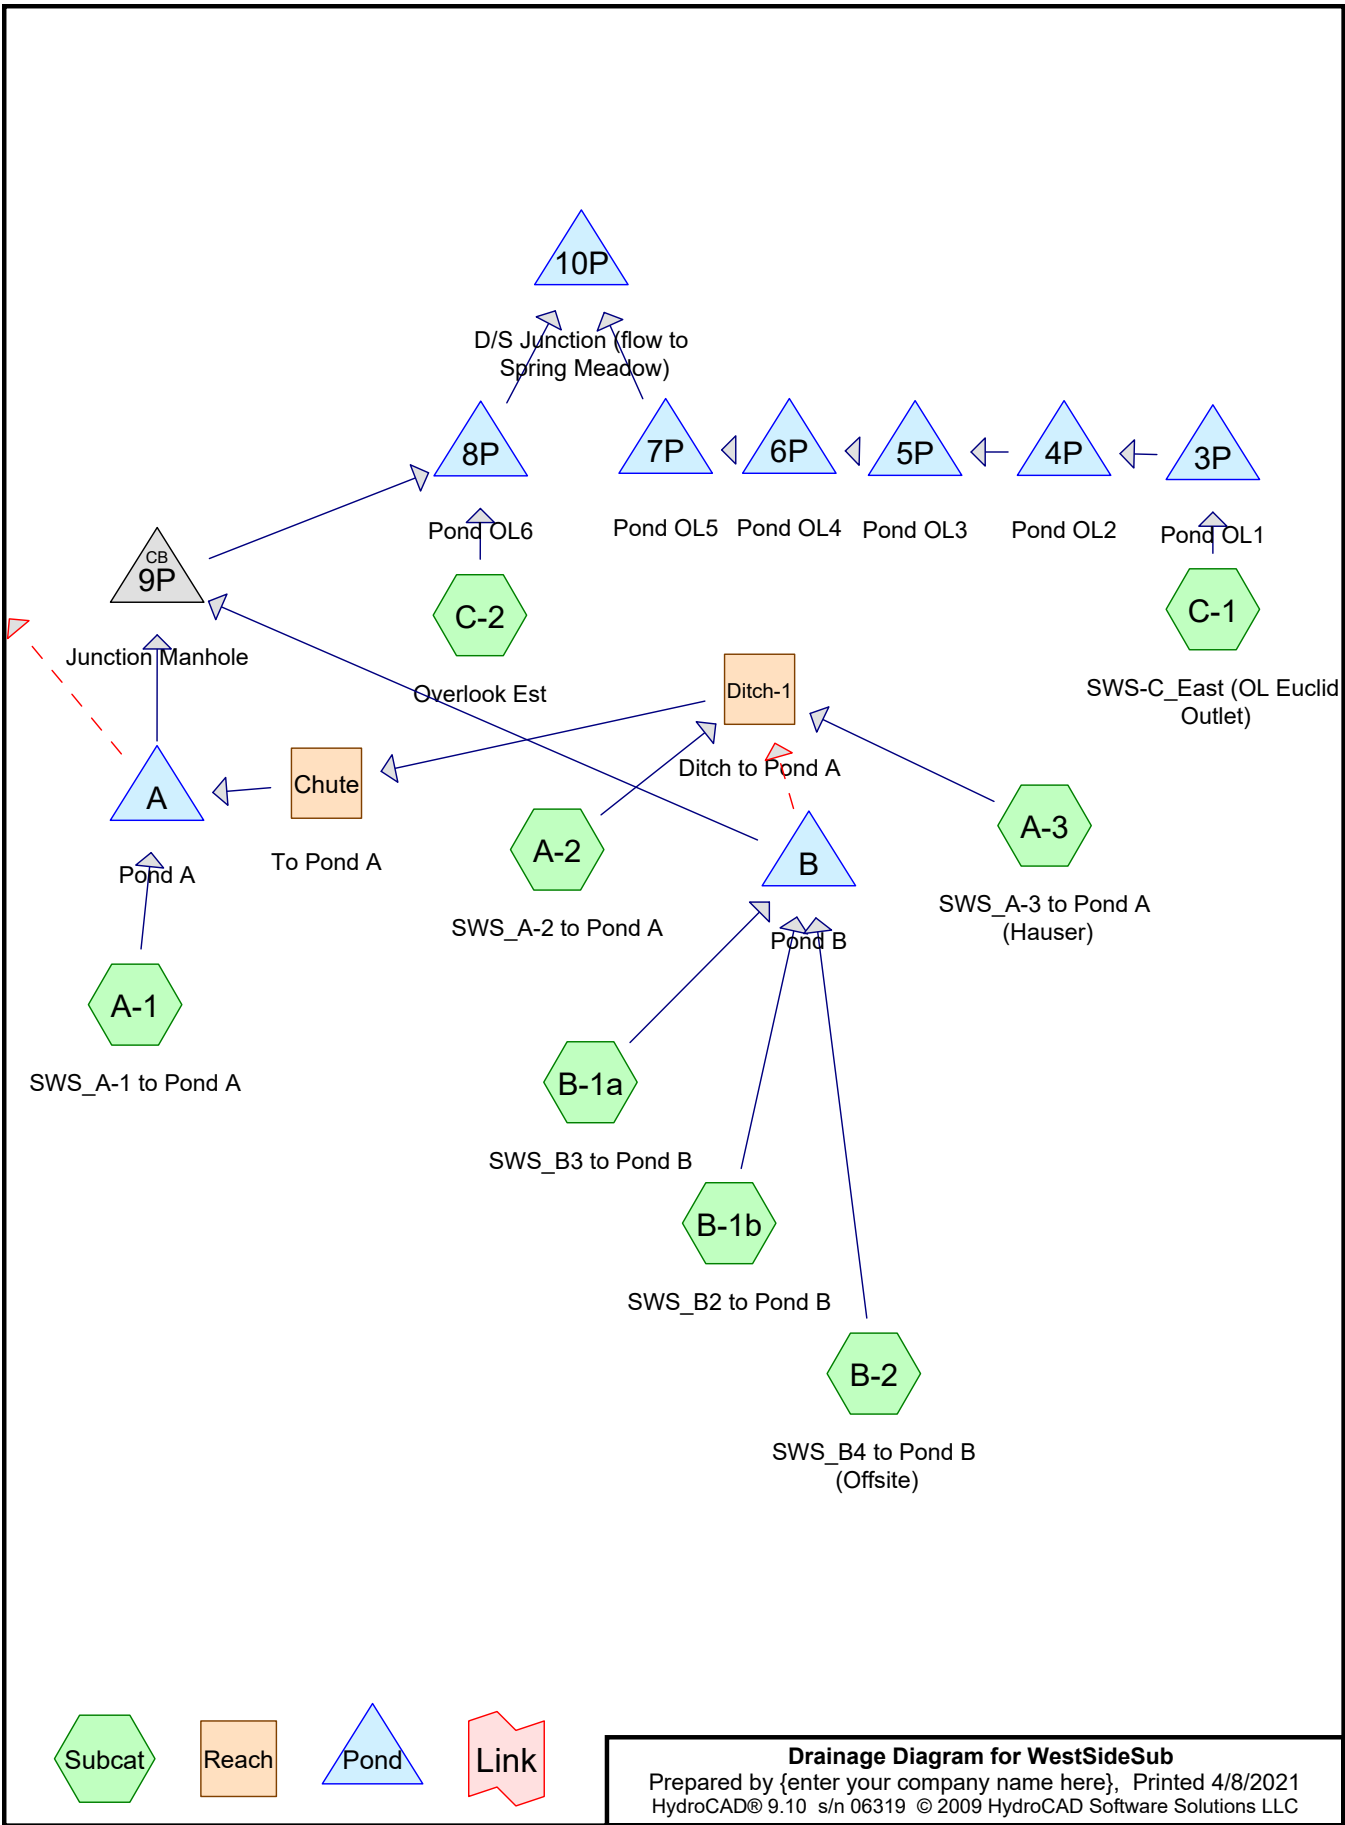 10P
D/S Junction (flow to
Spring Meadow)
8P
7P
6P
5P
4P
3P
Pond OL6
Pond OL5
Pond OL4
Pond OL3
Pond OL2
Pond OL1
CB
9P
C-2
C-1
Junction Manhole
Overlook Est
Ditch-1
SWS-C_East (OL Euclid
Outlet)
Ditch to Pond A
A
Chute
A-2
B
A-3
Pond A
To Pond A
SWS_A-2 to Pond A
Pond B
SWS_A-3 to Pond A
(Hauser)
A-1
SWS_A-1 to Pond A
B-1a
SWS_B3 to Pond B
B-1b
SWS_B2 to Pond B
B-2
SWS_B4 to Pond B
(Offsite)
Subcat
Reach
Pond
Link
Drainage Diagram for WestSideSub
Prepared by {enter your company name here}, Printed 4/8/2021
HydroCAD® 9.10 s/n 06319 © 2009 HydroCAD Software Solutions LLC